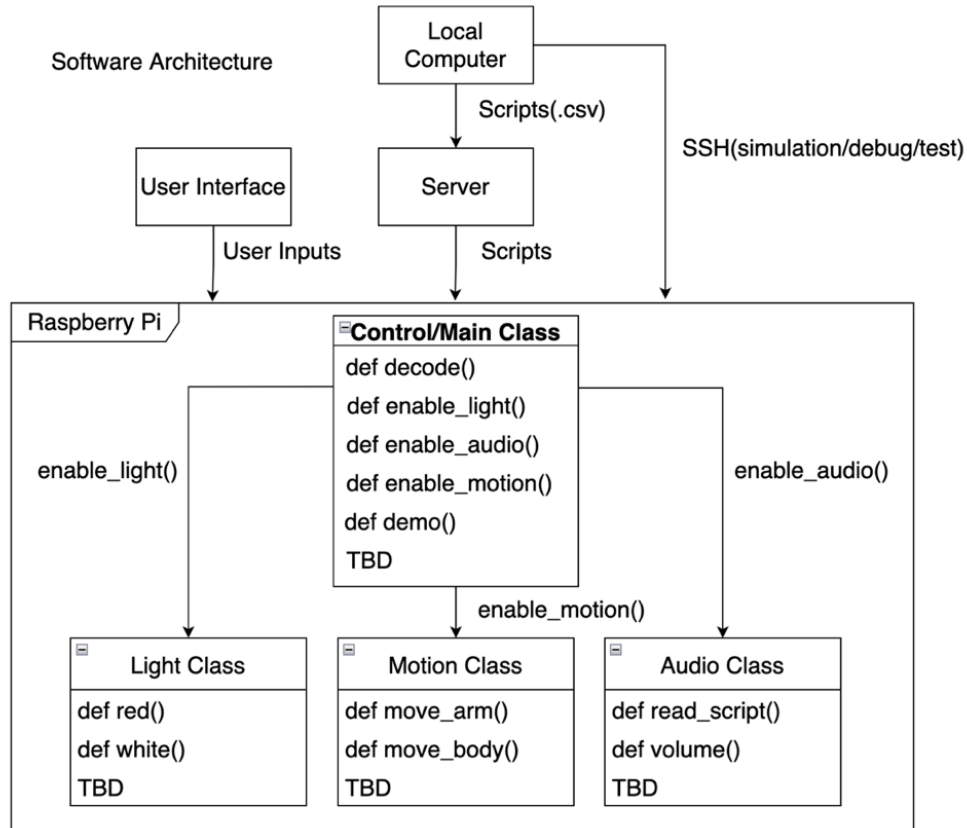 Software Architecture
Local
Computer
Scripts(.csv)
SSH(simulation/debug/test)
User Interface
Server
User Inputs
Scripts
Raspberry Pi
Control/Main Class
def decode()
def enable_light()
def enable_audio()
def enable_motion()
def demo()
TBD
enable_light()
enable_audio()
enable_motion()
Light Class
def red()
def white()
TBD
Motion Class
def move_arm()
def move_body()
TBD
Audio Class
def read_script()
def volume()
TBD